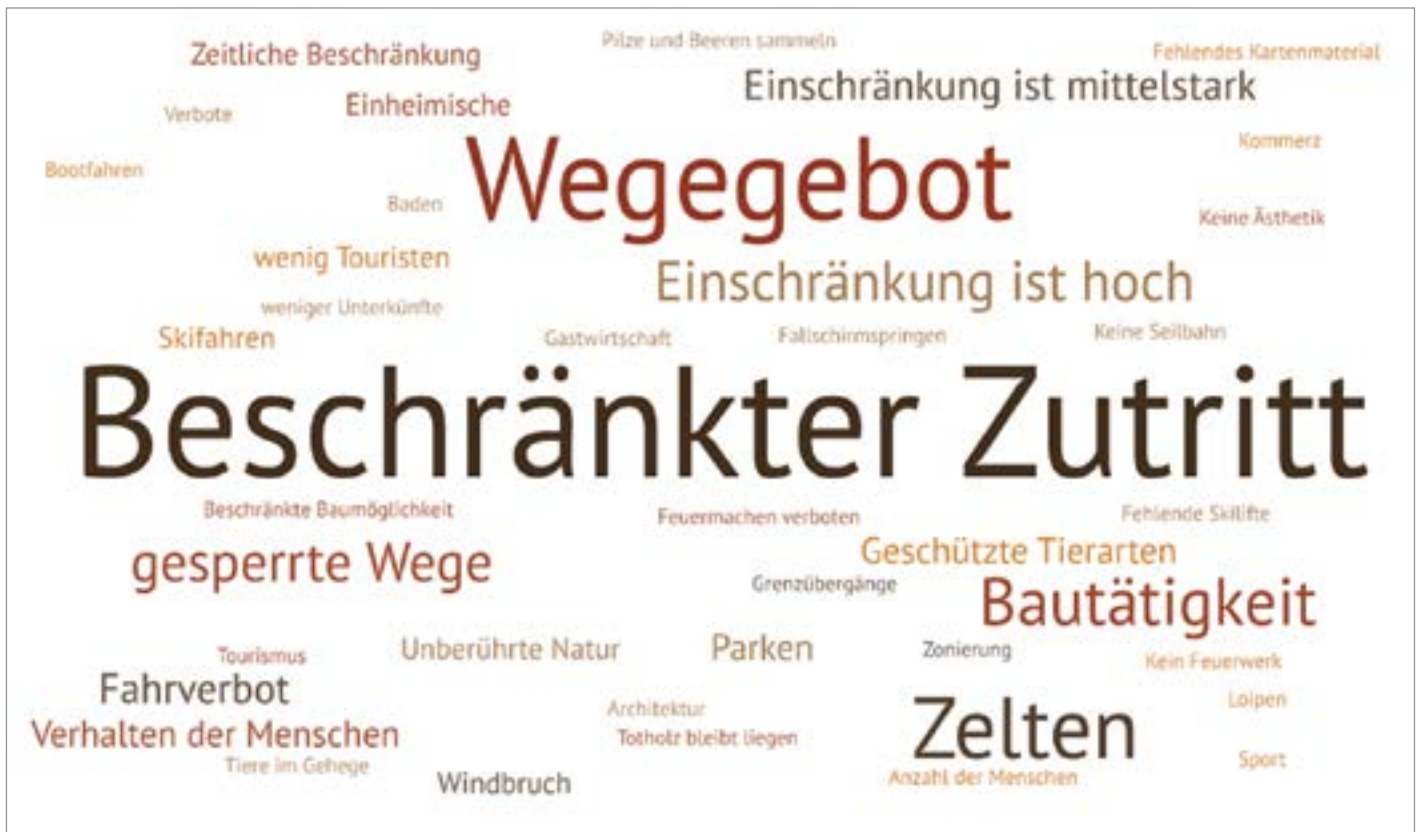 Pilze und Beeren sammeln
Zeitliche Beschränkung
Fehlendes Kartenmaterial
Einschränkung ist mittelstark
Einheimische
Verbote
Kommerz
Bootfahren
Wegegebot
Baden
Keine Ästhetik
wenig Touristen
Einschränkung ist hoch
weniger Unterkünfte
Skifahren
Gastwirtschaft
Fallschirmspringen
Keine Seilbahn
Beschränkter Zutritt
Beschränkte Baumöglichkeit
Feuermachen verboten
Fehlende Skilifte
gesperrte Wege
Geschützte Tierarten
Grenzübergänge
Bautätigkeit
Tourismus
Unberührte Natur
Parken
Zonierung
Kein Feuerwerk
Fahrverbot
Loipen
Architektur
Zelten
Verhalten der Menschen
Totholz bleibt liegen
Tiere im Gehege
Sport
Windbruch
Anzahl der Menschen